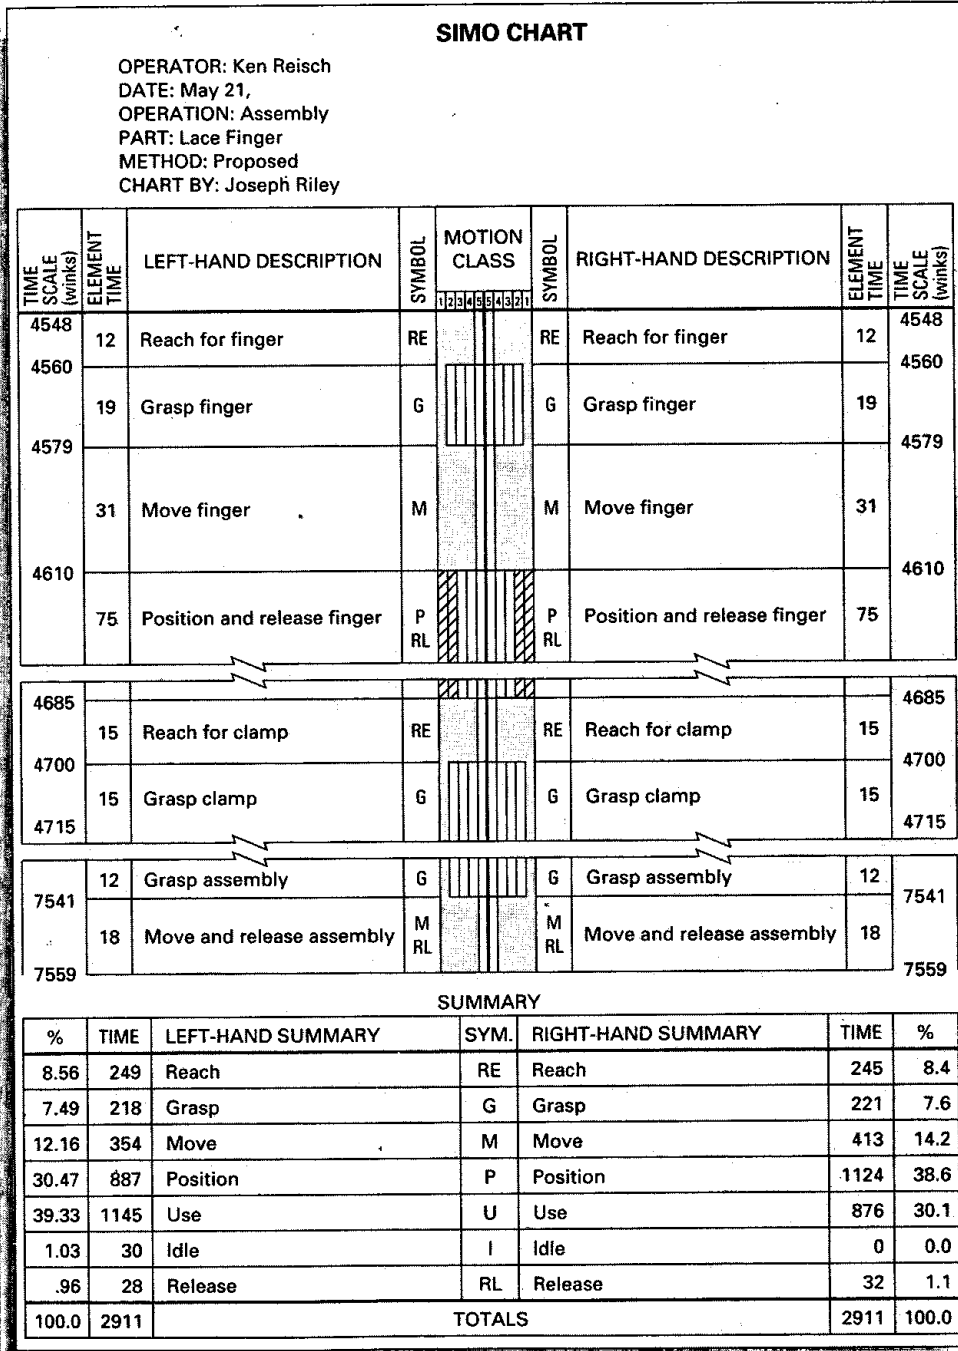 SIMO CHART
OPERATOR: Ken Reisch
DATE: May 21,
OPERATION: Assembly
PART: Lace Finger
METHOD: Proposed
CHART BY: Joseph Riley
TIME SCALE (winks) ELEMENT TIME LEFT-HAND DESCRIPTION SYMBOL MOTION CLASS SYMBOL RIGHT-HAND DESCRIPTION ELEMENT TIME TIME SCALE (winks)
1 2 3 4 5 5 4 3 2 1
4548 4548
12 Reach for finger RE RE Reach for finger 12
4560 4560
19 Grasp finger G G Grasp finger 19
4579 4579
31 Move finger M M Move finger 31
4610 4610
75 Position and release finger P RL P RL Position and release finger 75
4685 4685
15 Reach for clamp RE RE Reach for clamp 15
4700 4700
15 Grasp clamp G G Grasp clamp 15
4715 4715
12 Grasp assembly G G Grasp assembly 12
7541 7541
18 Move and release assembly M RL M RL Move and release assembly 18
7559 7559
SUMMARY
% TIME LEFT-HAND SUMMARY SYM. RIGHT-HAND SUMMARY TIME %
8.56 249 Reach RE Reach 245 8.4
7.49 218 Grasp G Grasp 221 7.6
12.16 354 Move M Move 413 14.2
30.47 887 Position P Position 1124 38.6
39.33 1145 Use U Use 876 30.1
1.03 30 Idle I Idle 0 0.0
.96 28 Release RL Release 32 1.1
100.0 2911 TOTALS 2911 100.0